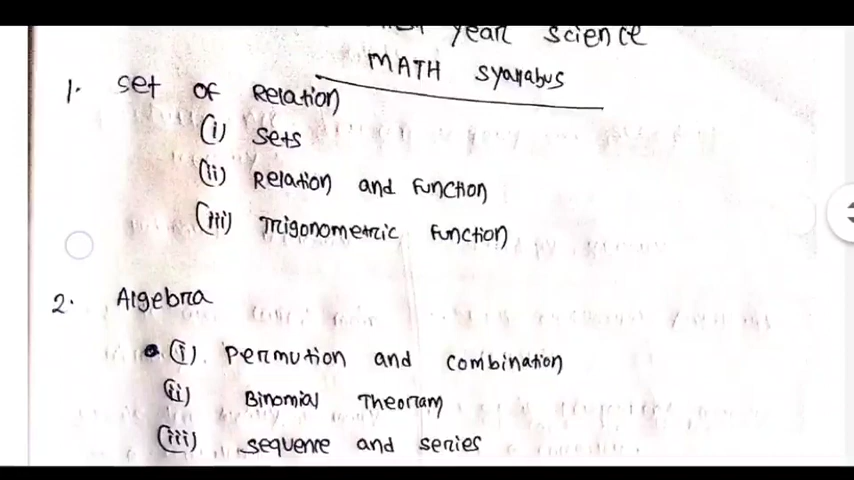 year science
MATH syallabus
1. Set of Relation
(i) Sets
(ii) Relation and function
(iii) Trigonometric function
2. Algebra
(i). permution and combination
(ii) Binomial Theoram
(iii) sequence and series